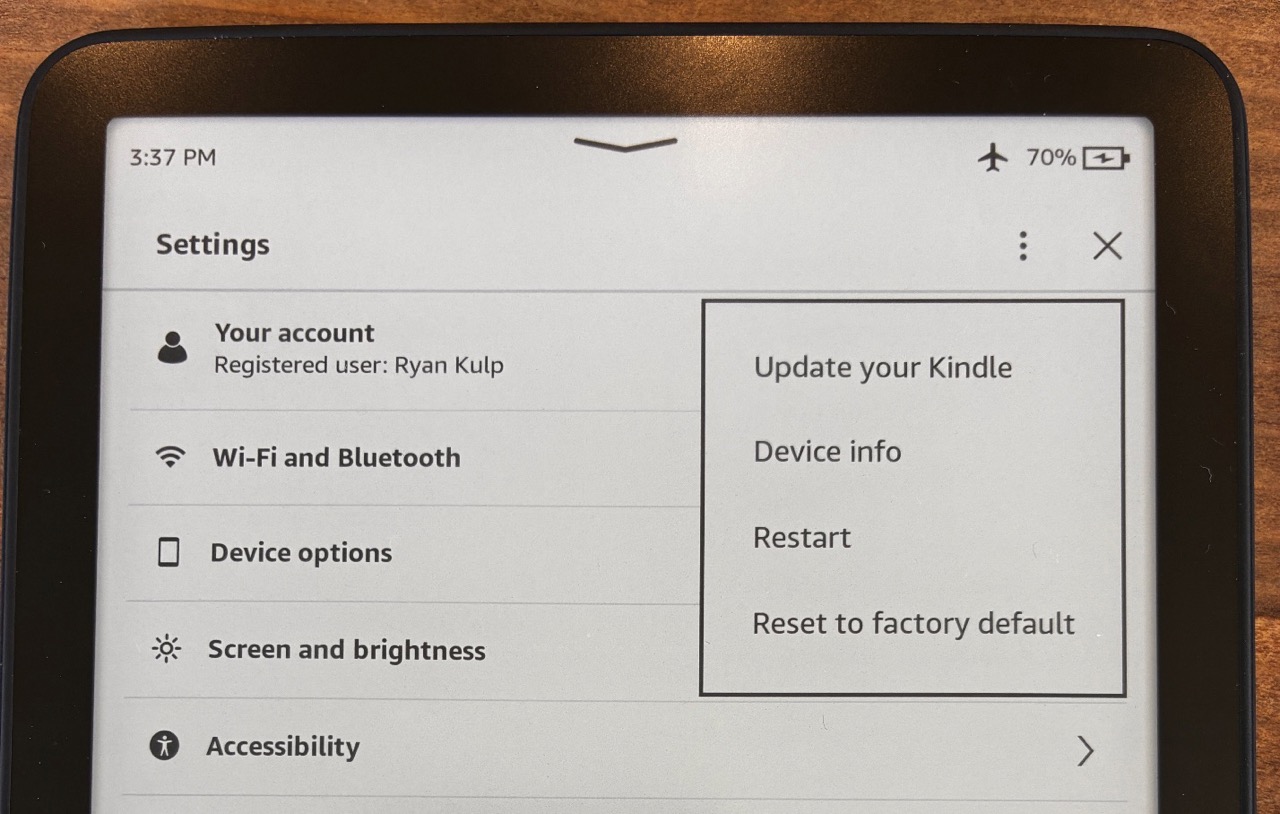 3:37 PM
70%
Settings
Your account
Registered user: Ryan Kulp
Wi-Fi and Bluetooth
Device options
Screen and brightness
Accessibility
Update your Kindle
Device info
Restart
Reset to factory default